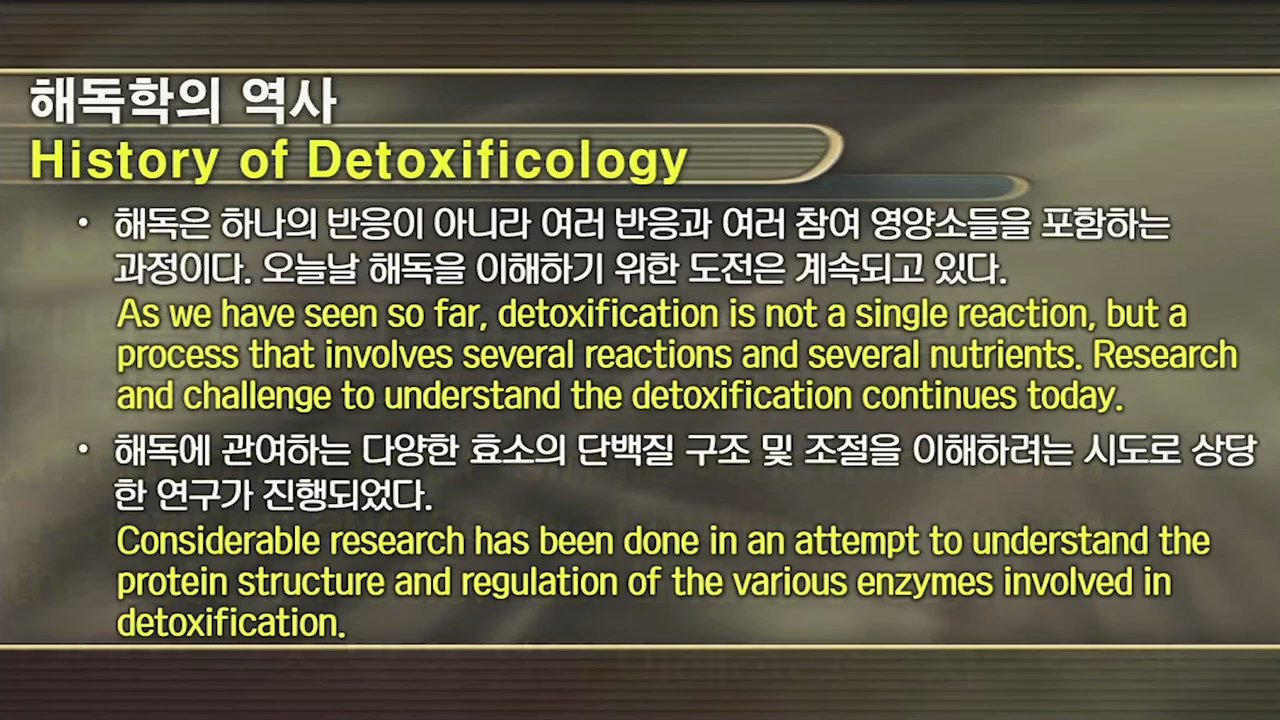 해독학의 역사
History of Detoxificology
• 해독은 하나의 반응이 아니라 여러 반응과 여러 참여 영양소들을 포함하는
과정이다. 오늘날 해독을 이해하기 위한 도전은 계속되고 있다.
As we have seen so far, detoxification is not a single reaction, but a
process that involves several reactions and several nutrients. Research
and challenge to understand the detoxification continues today.
• 해독에 관여하는 다양한 효소의 단백질 구조 및 조절을 이해하려는 시도로 상당
한 연구가 진행되었다.
Considerable research has been done in an attempt to understand the
protein structure and regulation of the various enzymes involved in
detoxification.